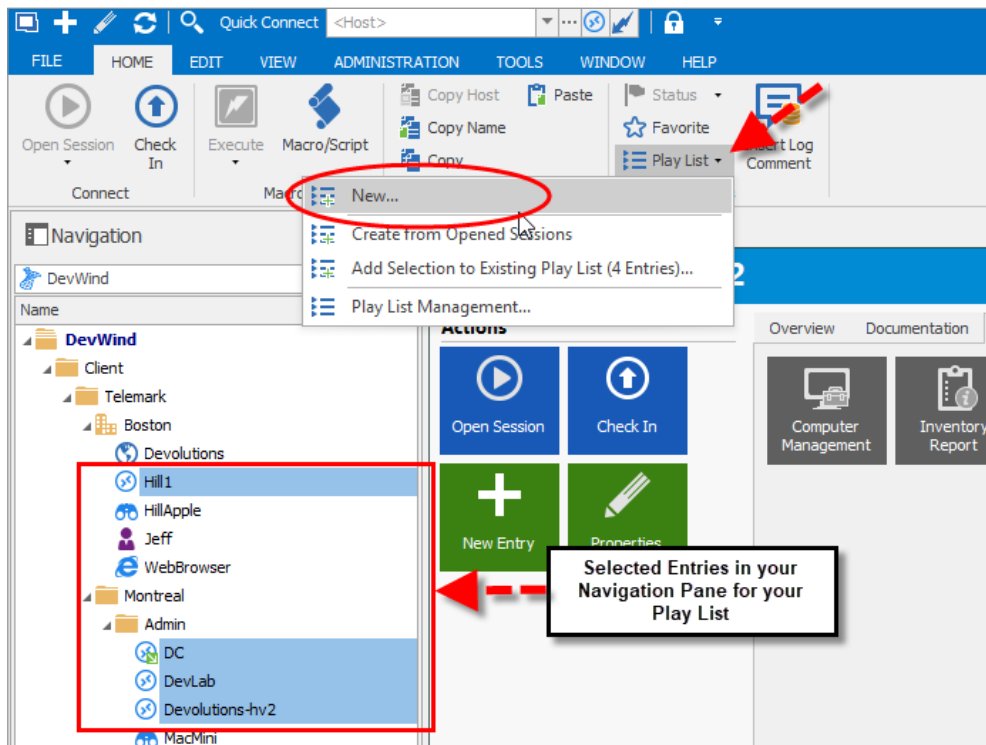 Quick Connect <Host>
FILE HOME EDIT VIEW ADMINISTRATION TOOLS WINDOW HELP
Copy Host Paste Status
Copy Name Favorite
Open Session Check In Execute Macro/Script Copy Play List Log Comment
Connect
New...
Create from Opened Sessions
Add Selection to Existing Play List (4 Entries)...
Play List Management...
Navigation
DevWind
Name
DevWind
Client
Telemark
Boston
Devolutions
Hill1
HillApple
Jeff
WebBrowser
Montreal
Admin
DC
DevLab
Devolutions-hv2
MacMini
2
Actions
Open Session Check In
New Entry Properties
Overview Documentation
Computer Management
Inventory Report
Selected Entries in your
Navigation Pane for your
Play List